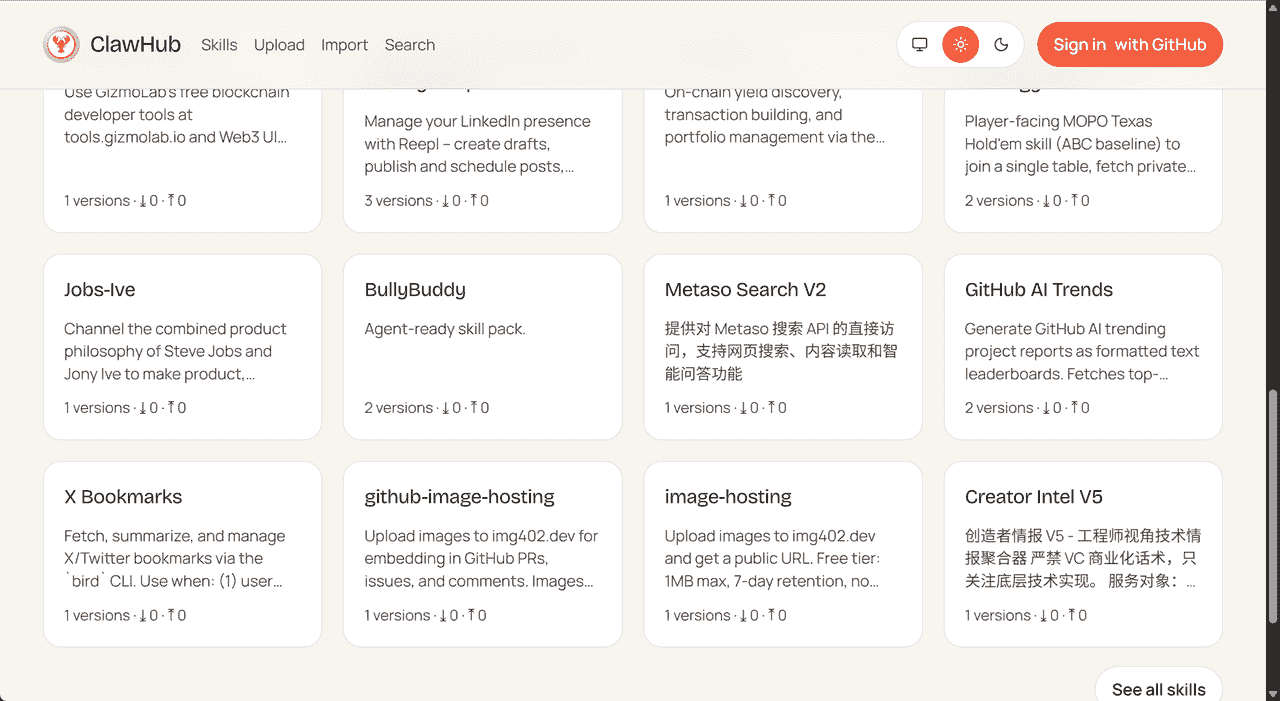 ClawHub
Skills
Upload
Import
Search
Sign in with GitHub
Use GizmoLab's free blockchain
developer tools at
tools.gizmolab.io and Web3 UI…
1 versions · ⤓ 0 · ⤒ 0
Manage your LinkedIn presence
with Reepl – create drafts,
publish and schedule posts,…
3 versions · ⤓ 0 · ⤒ 0
On-chain yield discovery,
transaction building, and
portfolio management via the…
1 versions · ⤓ 0 · ⤒ 0
Player-facing MOPO Texas
Hold'em skill (ABC baseline) to
join a single table, fetch private…
2 versions · ⤓ 0 · ⤒ 0
Jobs-Ive
Channel the combined product
philosophy of Steve Jobs and
Jony Ive to make product,…
1 versions · ⤓ 0 · ⤒ 0
BullyBuddy
Agent-ready skill pack.
2 versions · ⤓ 0 · ⤒ 0
Metaso Search V2
提供对 Metaso 搜索 API 的直接访
问，支持网页搜索、内容读取和智
能问答功能
1 versions · ⤓ 0 · ⤒ 0
GitHub AI Trends
Generate GitHub AI trending
project reports as formatted text
leaderboards. Fetches top-…
2 versions · ⤓ 0 · ⤒ 0
X Bookmarks
Fetch, summarize, and manage
X/Twitter bookmarks via the
`bird` CLI. Use when: (1) user…
1 versions · ⤓ 0 · ⤒ 0
github-image-hosting
Upload images to img402.dev for
embedding in GitHub PRs,
issues, and comments. Images…
1 versions · ⤓ 0 · ⤒ 0
image-hosting
Upload images to img402.dev
and get a public URL. Free tier:
1MB max, 7-day retention, no…
1 versions · ⤓ 0 · ⤒ 0
Creator Intel V5
创造者情报 V5 - 工程师视角技术情
报聚合器 严禁 VC 商业化话术，只
关注底层技术实现。 服务对象：…
1 versions · ⤓ 0 · ⤒ 0
See all skills